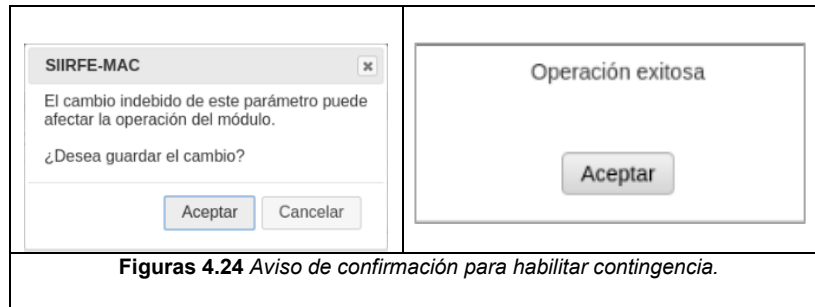 SIIRFE-MAC
El cambio indebido de este parámetro puede
afectar la operación del módulo.
¿Desea guardar el cambio?
Aceptar Cancelar
Operación exitosa
Aceptar
Figuras 4.24 Aviso de confirmación para habilitar contingencia.